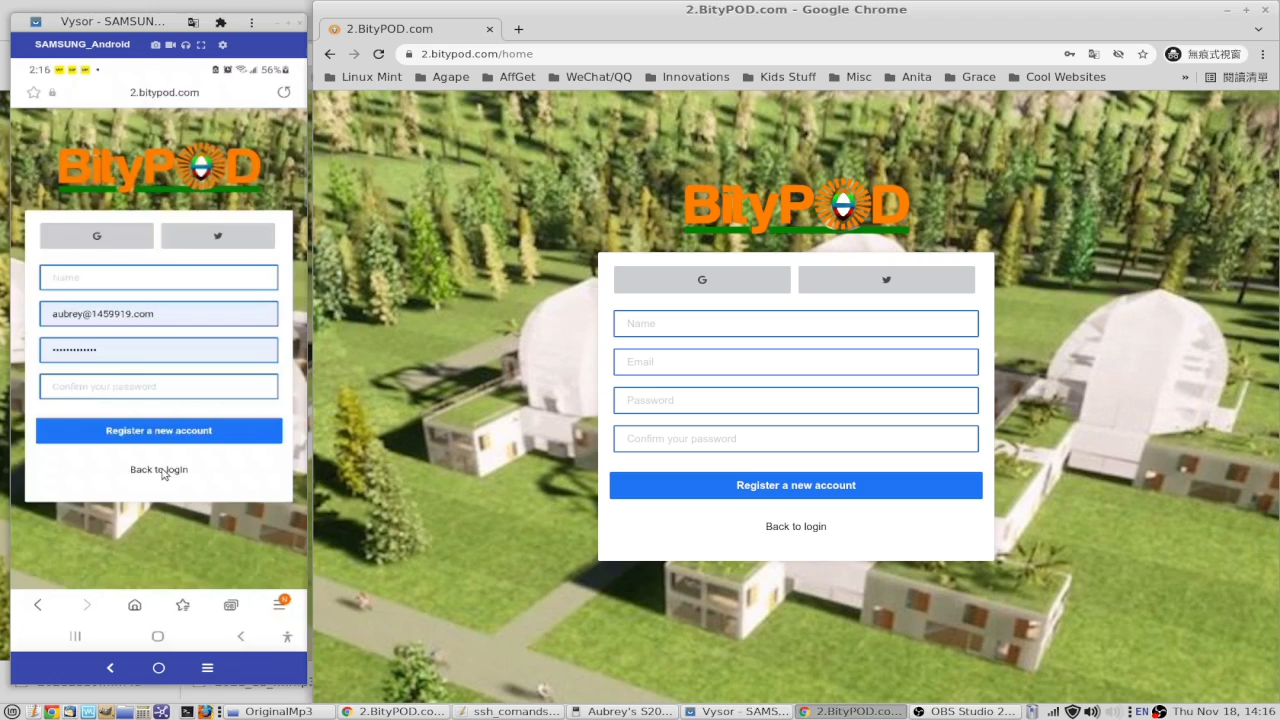 Vysor - SAMSUN...
SAMSUNG_Android
2:16
56%
2.bitypod.com
BityPOD
G
Name
aubrey@1459919.com
•••••••••••••
Confirm your password
Register a new account
Back to login
N
2.BityPOD.com - Google Chrome
2.BityPOD.com
2.bitypod.com/home
無痕式視窗
Linux Mint
Agape
AffGet
WeChat/QQ
Innovations
Kids Stuff
Misc
Anita
Grace
Cool Websites
»
閱讀清單
BityPOD
G
Name
Email
Password
Confirm your password
Register a new account
Back to login
OriginalMp3
2.BityPOD.co...
ssh_comands...
Aubrey's S20...
Vysor - SAMS...
2.BityPOD.co...
OBS Studio 2...
EN
Thu Nov 18, 14:16